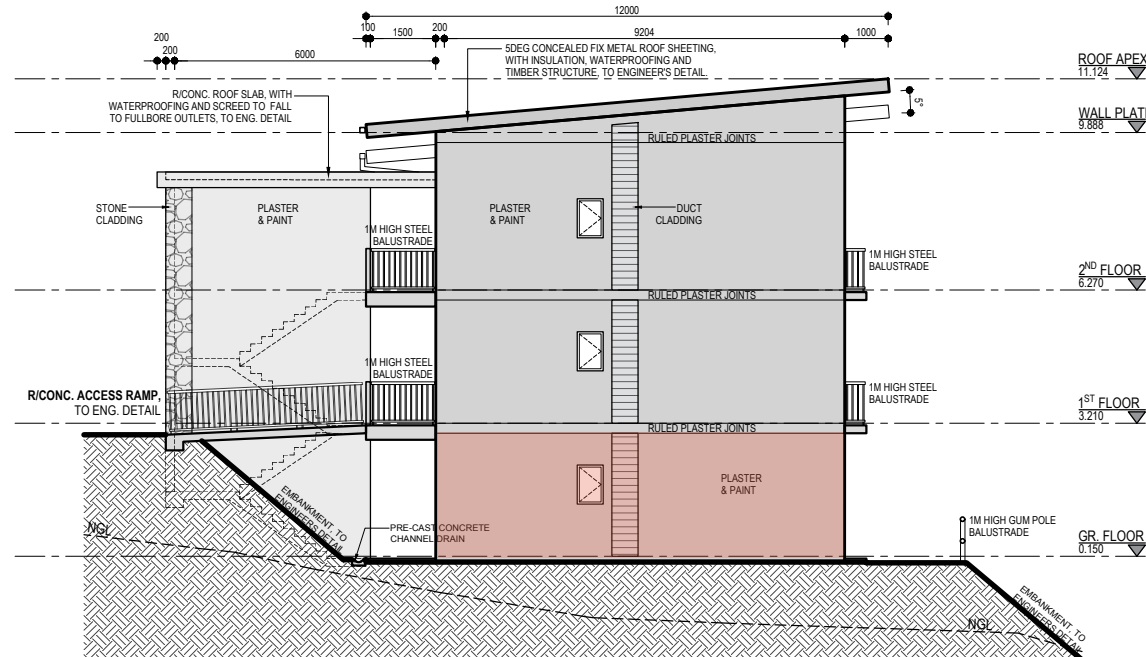 12000
100
1500
200
9204
1000
200
200
6000
5DEG CONCEALED FIX METAL ROOF SHEETING,
WITH INSULATION, WATERPROOFING AND
TIMBER STRUCTURE, TO ENGINEER'S DETAIL.
R/CONC. ROOF SLAB, WITH
WATERPROOFING AND SCREED TO FALL
TO FULLBORE OUTLETS, TO ENG. DETAIL
ROOF APEX
11.124
5°
WALL PLATE
9.888
RULED PLASTER JOINTS
STONE
CLADDING
PLASTER
& PAINT
PLASTER
& PAINT
DUCT
CLADDING
1M HIGH STEEL
BALUSTRADE
1M HIGH STEEL
BALUSTRADE
2ND FLOOR
6.270
RULED PLASTER JOINTS
1M HIGH STEEL
BALUSTRADE
1M HIGH STEEL
BALUSTRADE
R/CONC. ACCESS RAMP,
TO ENG. DETAIL
1ST FLOOR
3.210
RULED PLASTER JOINTS
PLASTER
& PAINT
EMBANKMENT TO
ENGINEERS DETAIL
NGL
PRE-CAST CONCRETE
CHANNEL DRAIN
1M HIGH GUM POLE
BALUSTRADE
GR. FLOOR
0.150
NGL
EMBANKMENT TO
ENGINEERS DETAIL